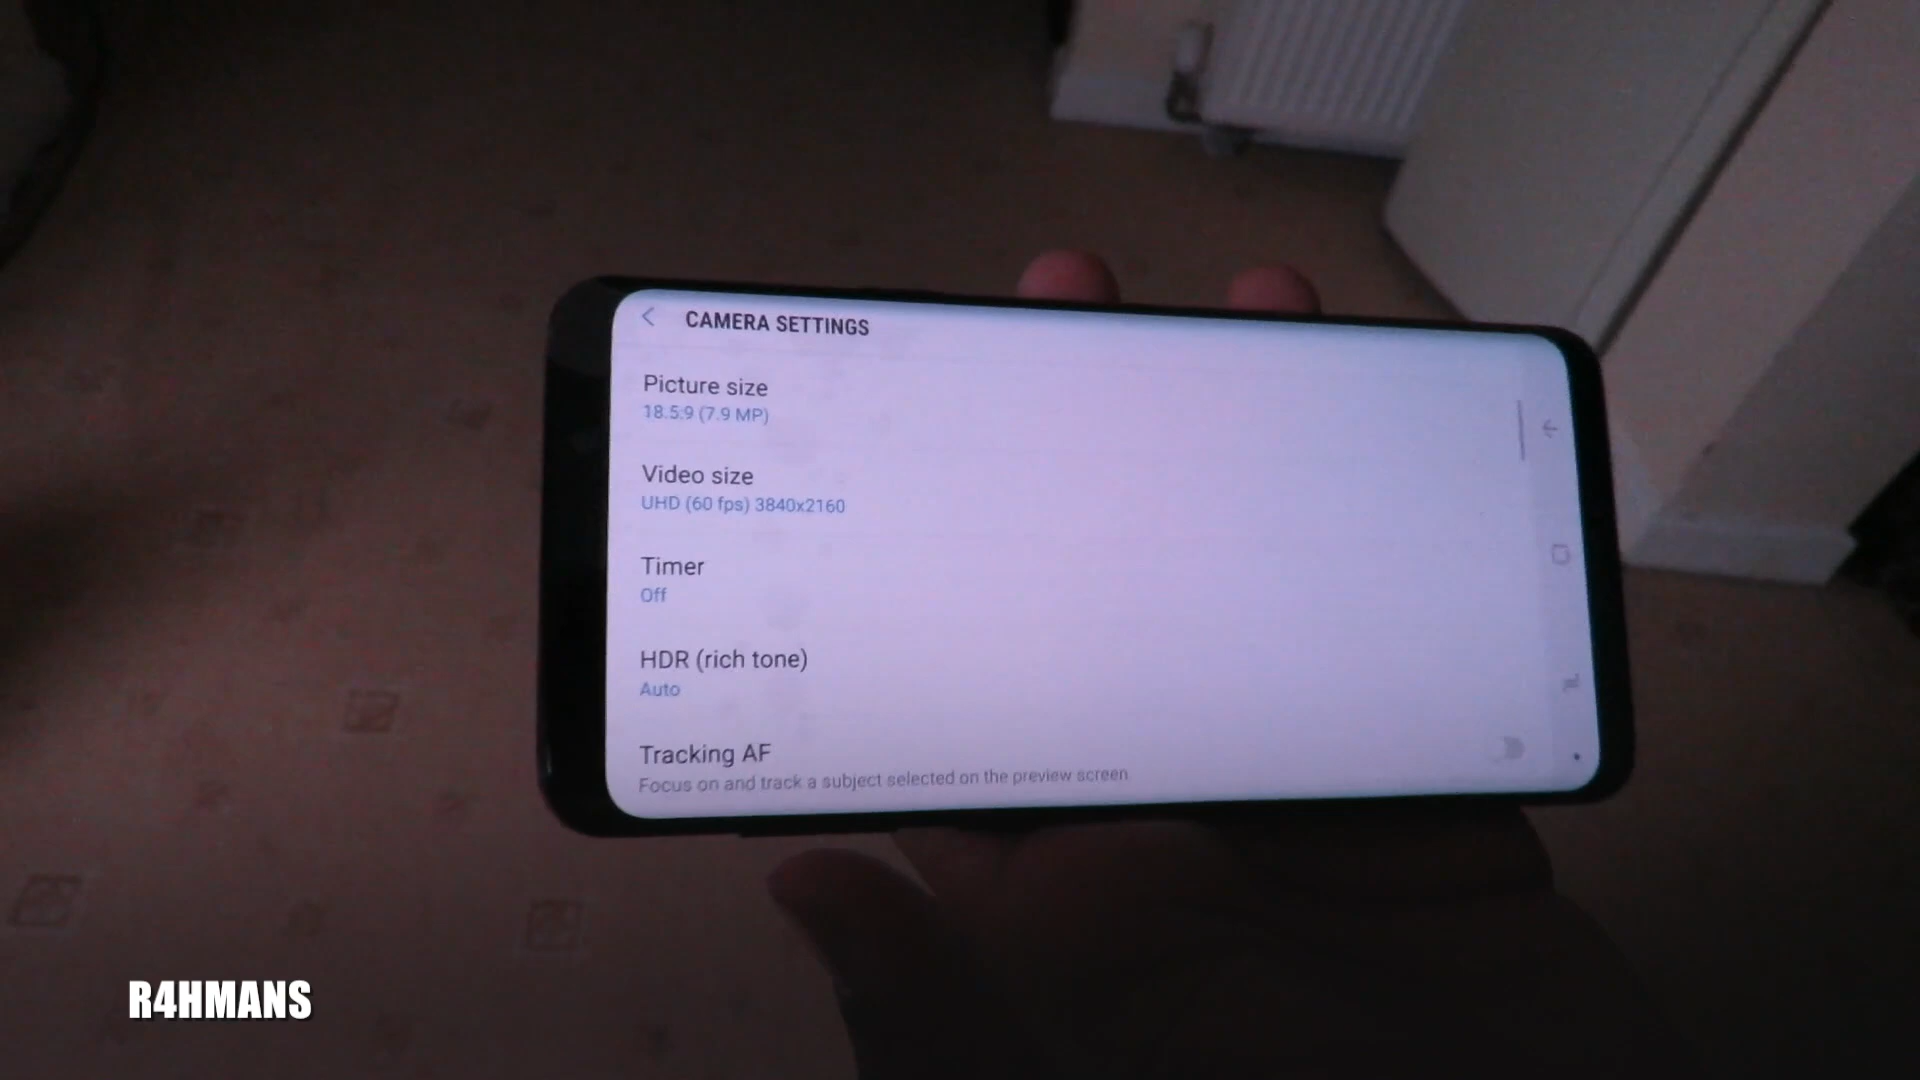 CAMERA SETTINGS
Picture size
18.5:9 (7.9 MP)
Video size
UHD (60 fps) 3840x2160
Timer
Off
HDR (rich tone)
Auto
Tracking AF
Focus on and track a subject selected on the preview screen.
R4HMANS